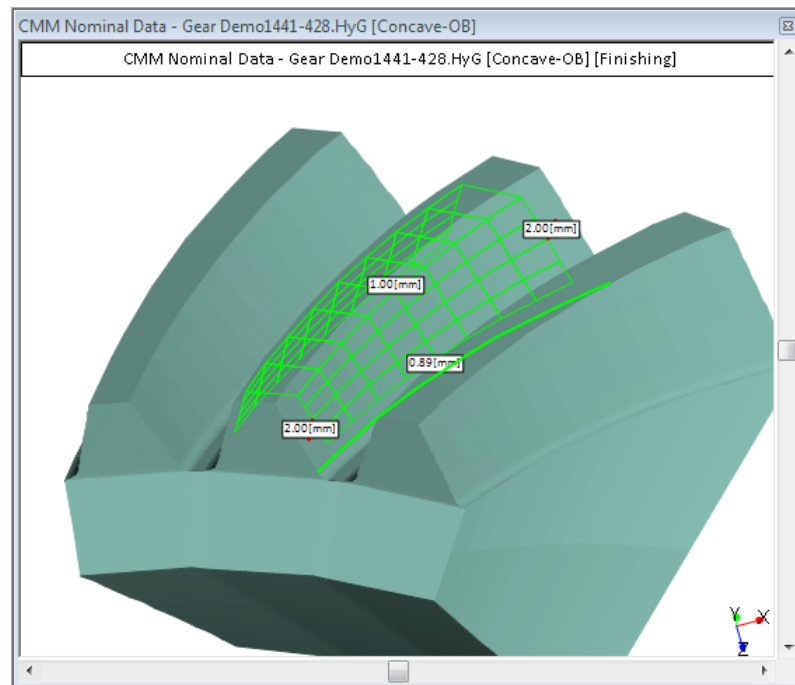 CMM Nominal Data - Gear Demo1441-428.HyG [Concave-OB]
CMM Nominal Data - Gear Demo1441-428.HyG [Concave-OB] [Finishing]
2.00[mm]
1.00[mm]
0.89[mm]
2.00[mm]
Y
X
Z